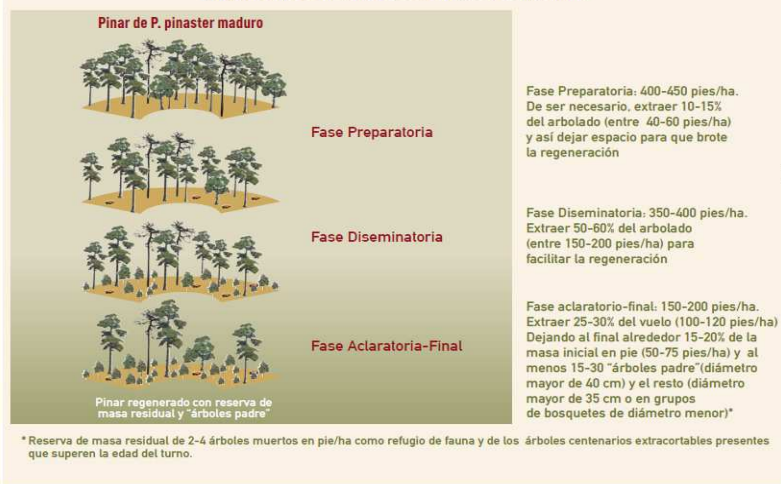 Pinar de P. pinaster maduro
Fase Preparatoria
Fase Preparatoria: 400-450 pies/ha.
De ser necesario, extraer 10-15%
del arbolado (entre 40-60 pies/ha)
y así dejar espacio para que brote
la regeneración
Fase Diseminatoria
Fase Diseminatoria: 350-400 pies/ha.
Extraer 50-60% del arbolado
(entre 150-200 pies/ha) para
facilitar la regeneración
Fase Aclaratoria-Final
Fase aclaratorio-final: 150-200 pies/ha.
Extraer 25-30% del vuelo (100-120 pies/ha)
Dejando al final alrededor 15-20% de la
masa inicial en pie (50-75 pies/ha) y al
menos 15-30 “árboles padre”(diámetro
mayor de 40 cm) y el resto (diámetro
mayor de 35 cm o en grupos
de bosquetes de diámetro menor)*
Pinar regenerado con reserva de
masa residual y “árboles padre”
* Reserva de masa residual de 2-4 árboles muertos en pie/ha como refugio de fauna y de los árboles centenarios extracortables presentes
que superen la edad del turno.